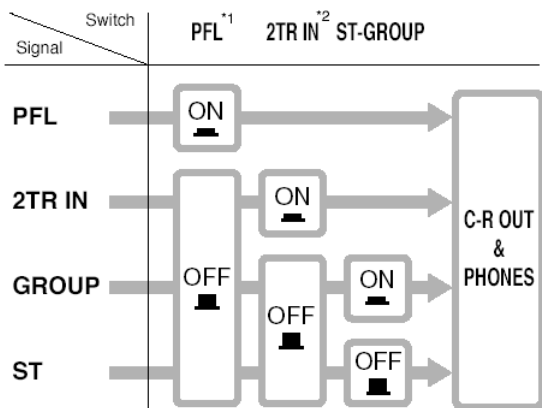 Switch
Signal
PFL*1 2TR IN*2 ST-GROUP
PFL ON
2TR IN ON
C-R OUT
&
PHONES
GROUP OFF ON
OFF
ST OFF